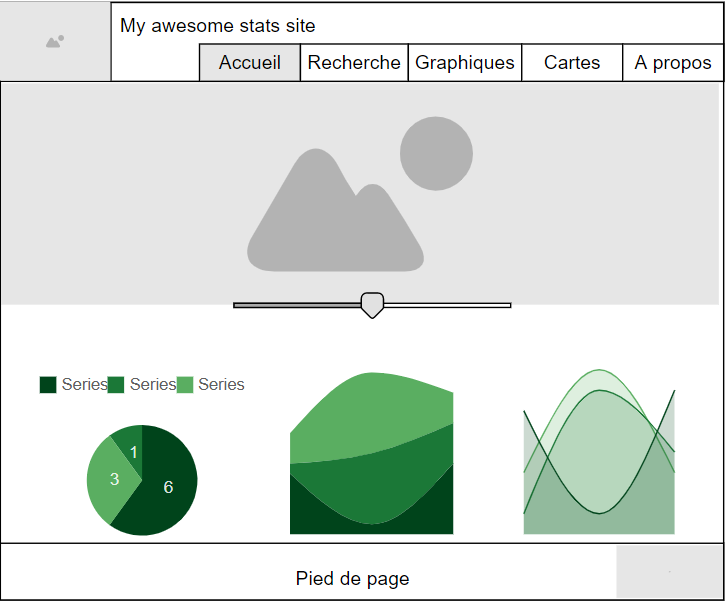 My awesome stats site
Accueil Recherche Graphiques Cartes A propos
Series Series Series
1
3
6
Pied de page